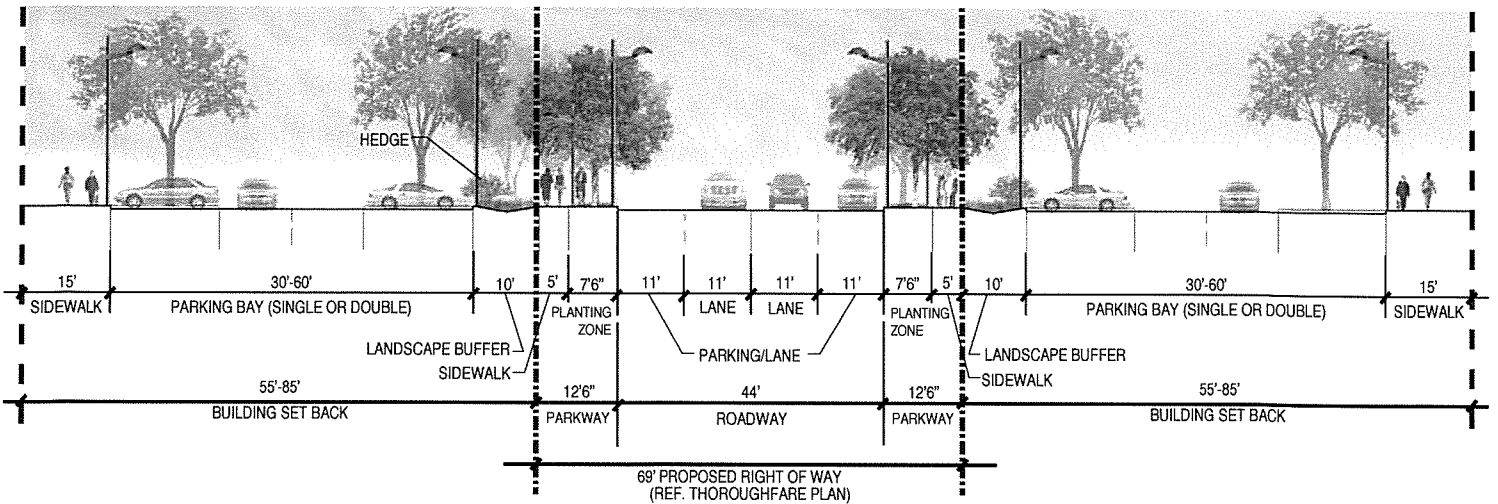 HEDGE
15' 30'-60' 10' 5' 7'6" 11' 11' 11' 11' 7'6" 5' 10' 30'-60' 15'
SIDEWALK PARKING BAY (SINGLE OR DOUBLE) PLANTING ZONE LANE LANE PLANTING ZONE PARKING BAY (SINGLE OR DOUBLE) SIDEWALK
LANDSCAPE BUFFER PARKING/LANE LANDSCAPE BUFFER
SIDEWALK SIDEWALK
55'-85' 12'6" 44' 12'6" 55'-85'
BUILDING SET BACK PARKWAY ROADWAY PARKWAY BUILDING SET BACK
69' PROPOSED RIGHT OF WAY
(REF. THOROUGHFARE PLAN)